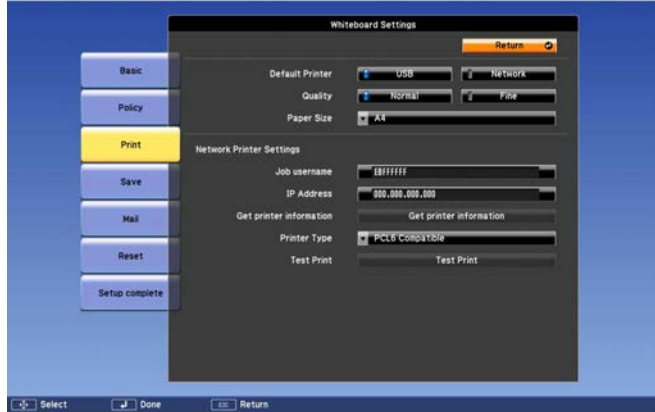 Whiteboard Settings
Return
Basic
Policy
Print
Save
Mail
Reset
Setup complete
Default Printer USB Network
Quality Normal Fine
Paper Size A4
Network Printer Settings
Job username EBFFFFFF
IP Address 000.000.000.000
Get printer information Get printer information
Printer Type PCL6 Compatible
Test Print Test Print
Select Done Esc Return